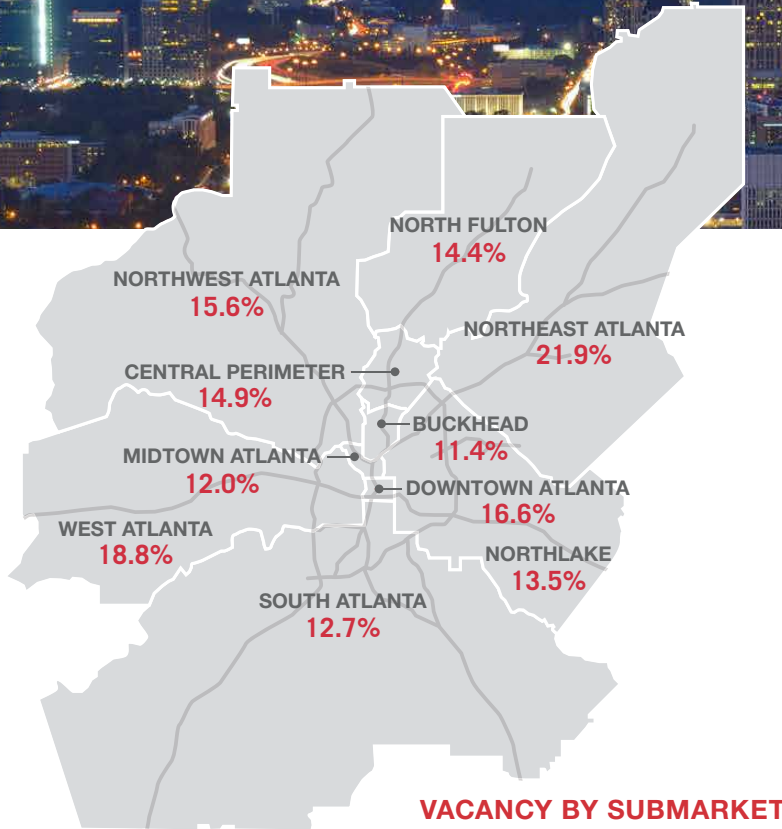 NORTH FULTON
14.4%
NORTHWEST ATLANTA
15.6%
NORTHEAST ATLANTA
21.9%
CENTRAL PERIMETER
14.9%
BUCKHEAD
11.4%
MIDTOWN ATLANTA
12.0%
DOWNTOWN ATLANTA
16.6%
WEST ATLANTA
18.8%
NORTHLAKE
13.5%
SOUTH ATLANTA
12.7%
VACANCY BY SUBMARKET